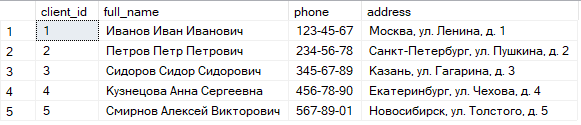 client_id full_name phone address
1 1 Иванов Иван Иванович 123-45-67 Москва, ул. Ленина, д. 1
2 2 Петров Петр Петрович 234-56-78 Санкт-Петербург, ул. Пушкина, д. 2
3 3 Сидоров Сидор Сидорович 345-67-89 Казань, ул. Гагарина, д. 3
4 4 Кузнецова Анна Сергеевна 456-78-90 Екатеринбург, ул. Чехова, д. 4
5 5 Смирнов Алексей Викторович 567-89-01 Новосибирск, ул. Толстого, д. 5